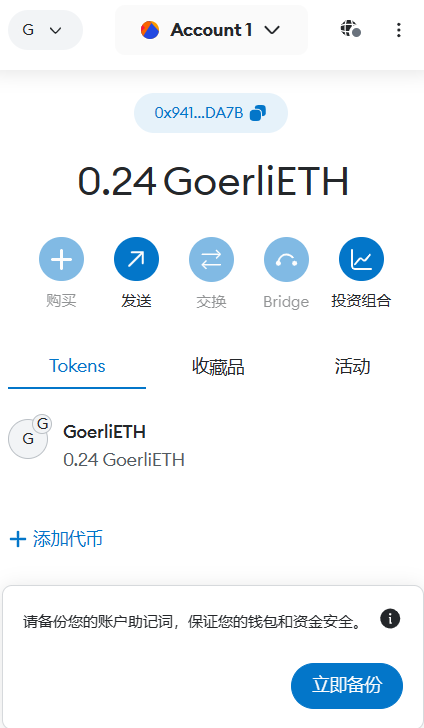 G
Account 1
0x941...DA7B
0.24 GoerliETH
购买
发送
交换
Bridge
投资组合
Tokens
收藏品
活动
G
G
GoerliETH
0.24 GoerliETH
添加代币
请备份您的账户助记词，保证您的钱包和资金安全。
立即备份